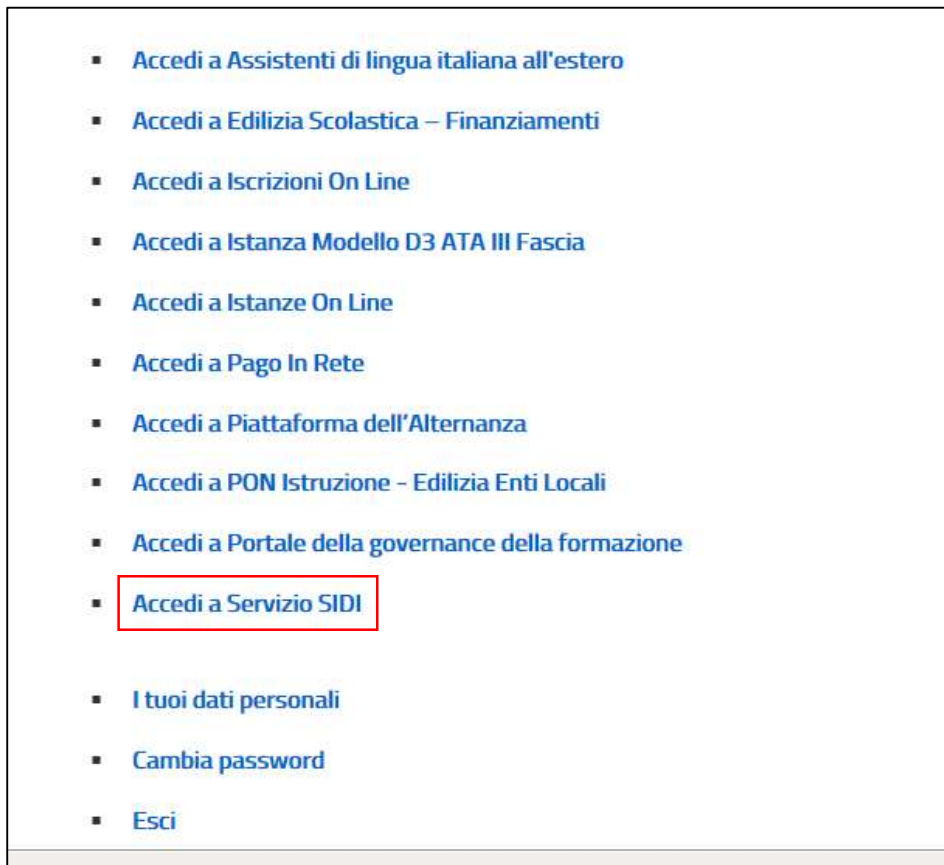 Accedi a Assistenti di lingua italiana all'estero
Accedi a Edilizia Scolastica – Finanziamenti
Accedi a Iscrizioni On Line
Accedi a Istanza Modello D3 ATA III Fascia
Accedi a Istanze On Line
Accedi a Pago In Rete
Accedi a Piattaforma dell’Alternanza
Accedi a PON Istruzione - Edilizia Enti Locali
Accedi a Portale della governance della formazione
Accedi a Servizio SIDI
I tuoi dati personali
Cambia password
Esci